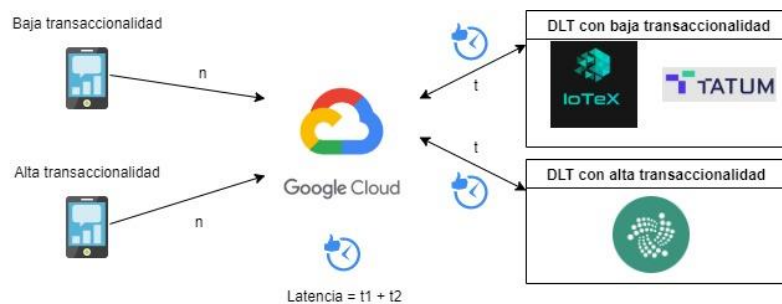 Baja transaccionalidad
n
Alta transaccionalidad
n
Google Cloud
Latencia = t1 + t2
t
t
DLT con baja transaccionalidad
IoTeX
TATUM
DLT con alta transaccionalidad